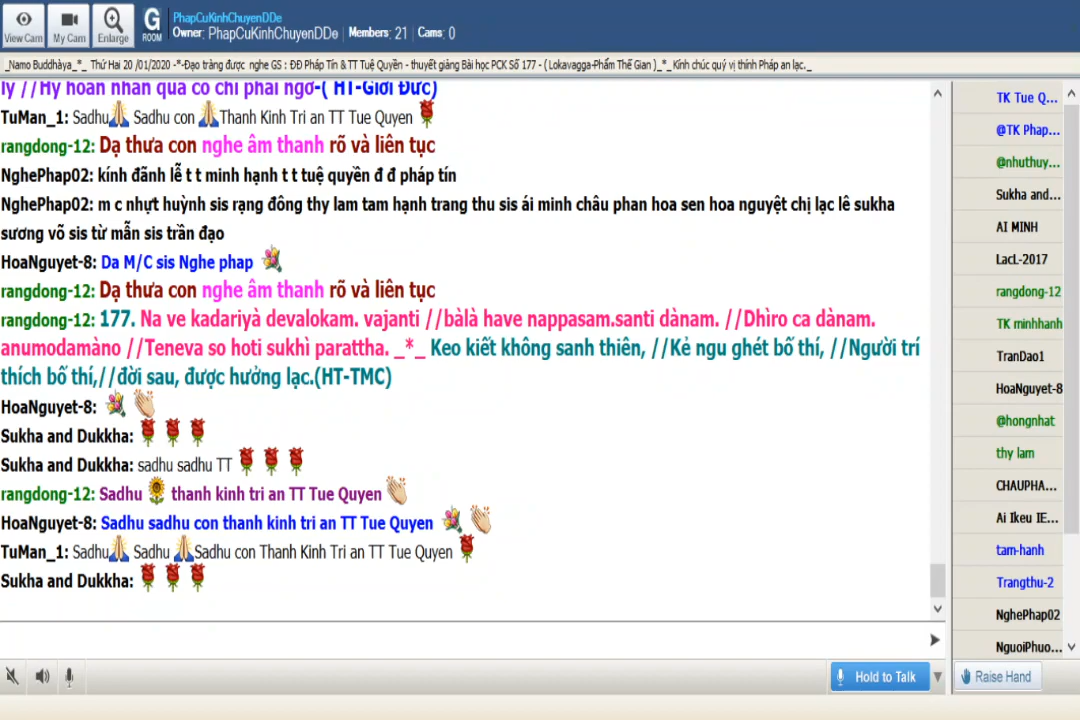 PhapCuKinhChuyenDDe
View Cam My Cam Enlarge G ROOM Owner: PhapCuKinhChuyenDDe Members: 21 Cams: 0
_Namo Buddhàya_*_ Thứ Hai 20 /01/2020 -*-Đạo tràng được nghe GS : ĐĐ Pháp Tín & TT Tuệ Quyền - thuyết giảng Bài học PCK Số 177 - ( Lokavagga-Phẩm Thế Gian )_*_Kính chúc quý vị thính Pháp an lạc._
lý //Hỷ hoan nhân quả có chi phải ngờ-( HT-Giới Đức)
TuMan_1: Sadhu Sadhu con Thanh Kinh Tri an TT Tue Quyen
rangdong-12: Dạ thưa con nghe âm thanh rõ và liên tục
NghePhap02: kính đãnh lễ t t minh hạnh t t tuệ quyền đ đ pháp tín
NghePhap02: m c nhựt huỳnh sis rạng đông thy lam tam hạnh trang thu sis ái minh châu phan hoa sen hoa nguyệt chị lạc lê sukha
sương võ sis từ mẫn sis trần đạo
HoaNguyet-8: Da M/C sis Nghe phap
rangdong-12: Dạ thưa con nghe âm thanh rõ và liên tục
rangdong-12: 177. Na ve kadariyà devalokam. vajanti //bàlà have nappasam.santi dànam. //Dhìro ca dànam.
anumodamàno //Teneva so hoti sukhì parattha. _*_ Keo kiết không sanh thiên, //Kẻ ngu ghét bố thí, //Người trí
thích bố thí,//đời sau, được hưởng lạc.(HT-TMC)
HoaNguyet-8:
Sukha and Dukkha:
Sukha and Dukkha: sadhu sadhu TT
rangdong-12: Sadhu thanh kinh tri an TT Tue Quyen
HoaNguyet-8: Sadhu sadhu con thanh kinh tri an TT Tue Quyen
TuMan_1: Sadhu Sadhu Sadhu con Thanh Kinh Tri an TT Tue Quyen
Sukha and Dukkha:
TK Tue Q...
@TK Phap...
@nhuthuy...
Sukha and...
AI MINH
LacL-2017
rangdong-12
TK minhhanh
TranDao1
HoaNguyet-8
@hongnhat
thy lam
CHAUPHA...
Ai Ikeu IE...
tam-hanh
Trangthu-2
NghePhap02
NguoiPhuo...
Hold to Talk
Raise Hand